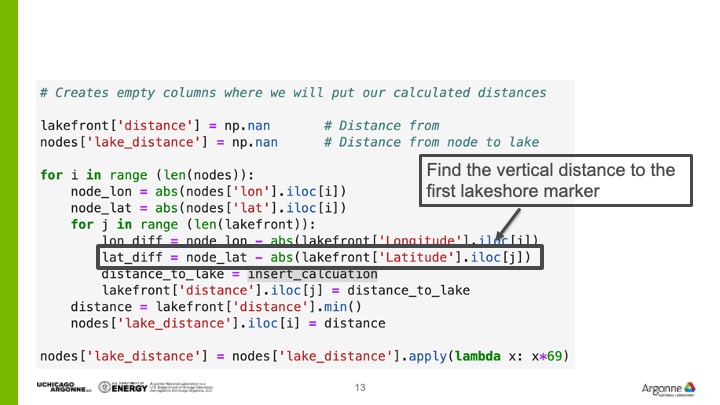 # Creates empty columns where we will put our calculated distances
lakefront['distance'] = np.nan       # Distance from
nodes['lake_distance'] = np.nan      # Distance from node to lake
for i in range (len(nodes)):
    node_lon = abs(nodes['lon'].iloc[i])
    node_lat = abs(nodes['lat'].iloc[i])
    for j in range (len(lakefront)):
        lon_diff = node_lon - abs(lakefront['Longitude'].iloc[j])
        lat_diff = node_lat - abs(lakefront['Latitude'].iloc[j])
        distance_to_lake = insert_calcuation
        lakefront['distance'].iloc[j] = distance_to_lake
    distance = lakefront['distance'].min()
    nodes['lake_distance'].iloc[i] = distance
nodes['lake_distance'] = nodes['lake_distance'].apply(lambda x: x*69)
Find the vertical distance to the
first lakeshore marker
UCHICAGO
ARGONNE LLC
ENERGY
Argonne National Laboratory is a
U.S. Department of Energy laboratory
managed by UChicago Argonne, LLC.
13
Argonne
NATIONAL LABORATORY